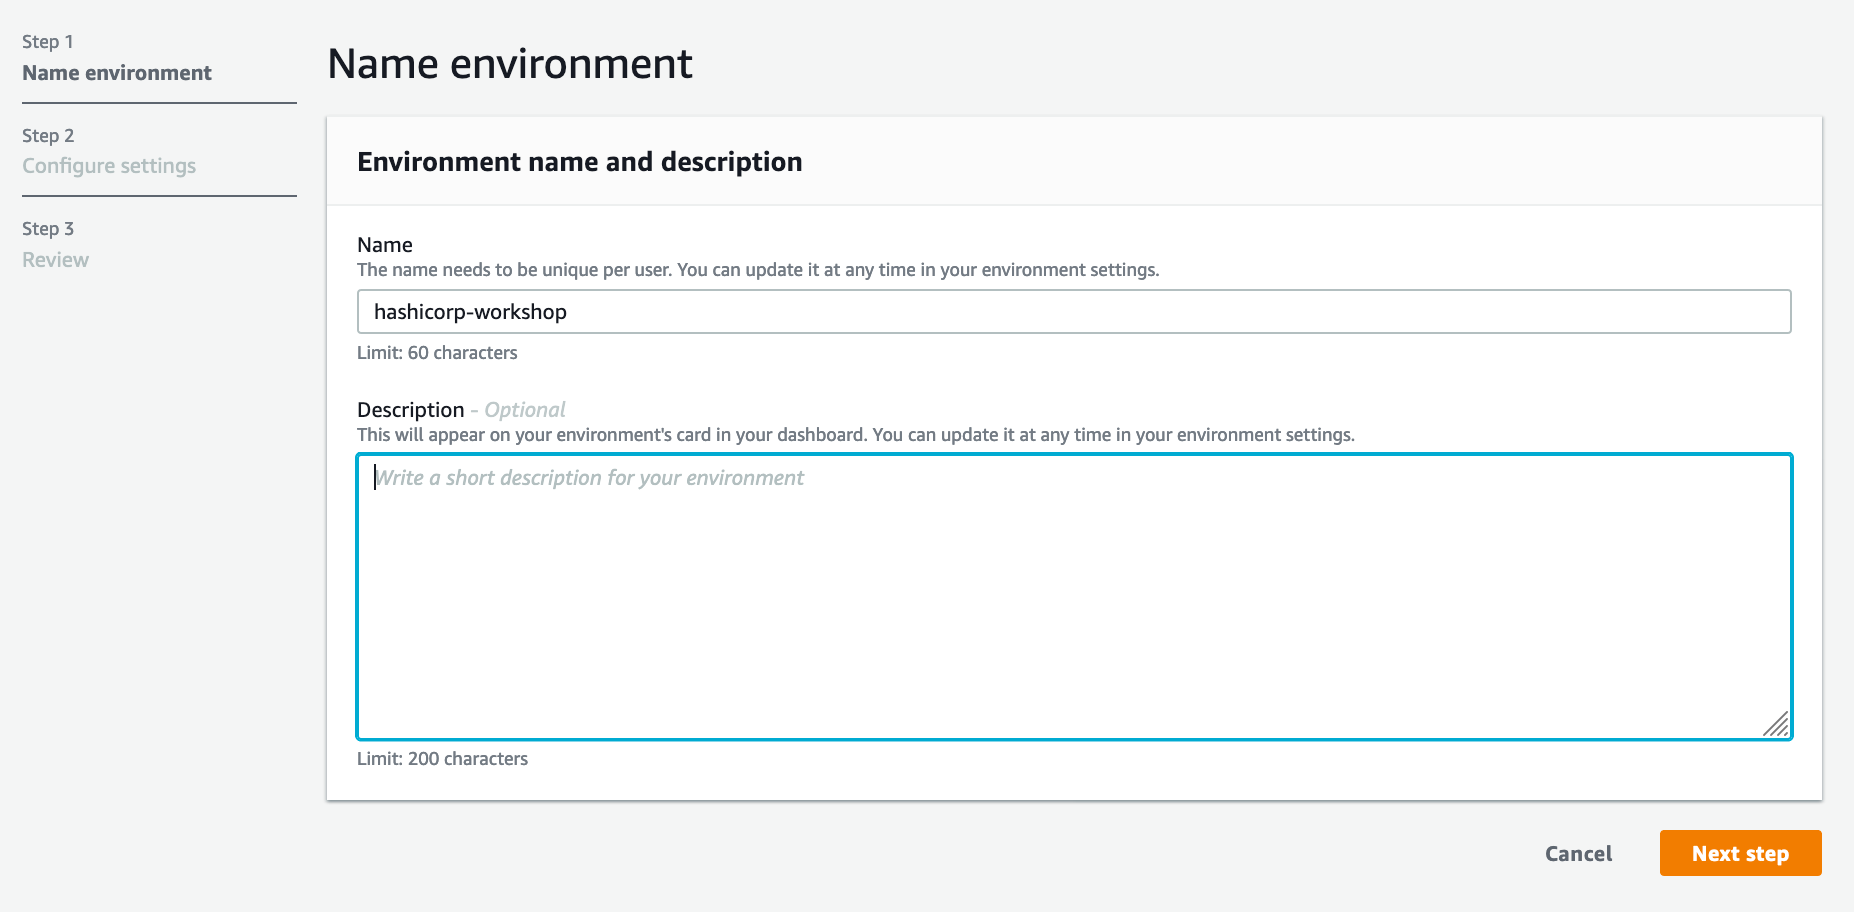 Step 1
Name environment
Step 2
Configure settings
Step 3
Review
Name environment
Environment name and description
Name
The name needs to be unique per user. You can update it at any time in your environment settings.
hashicorp-workshop
Limit: 60 characters
Description - Optional
This will appear on your environment's card in your dashboard. You can update it at any time in your environment settings.
Write a short description for your environment
Limit: 200 characters
Cancel
Next step